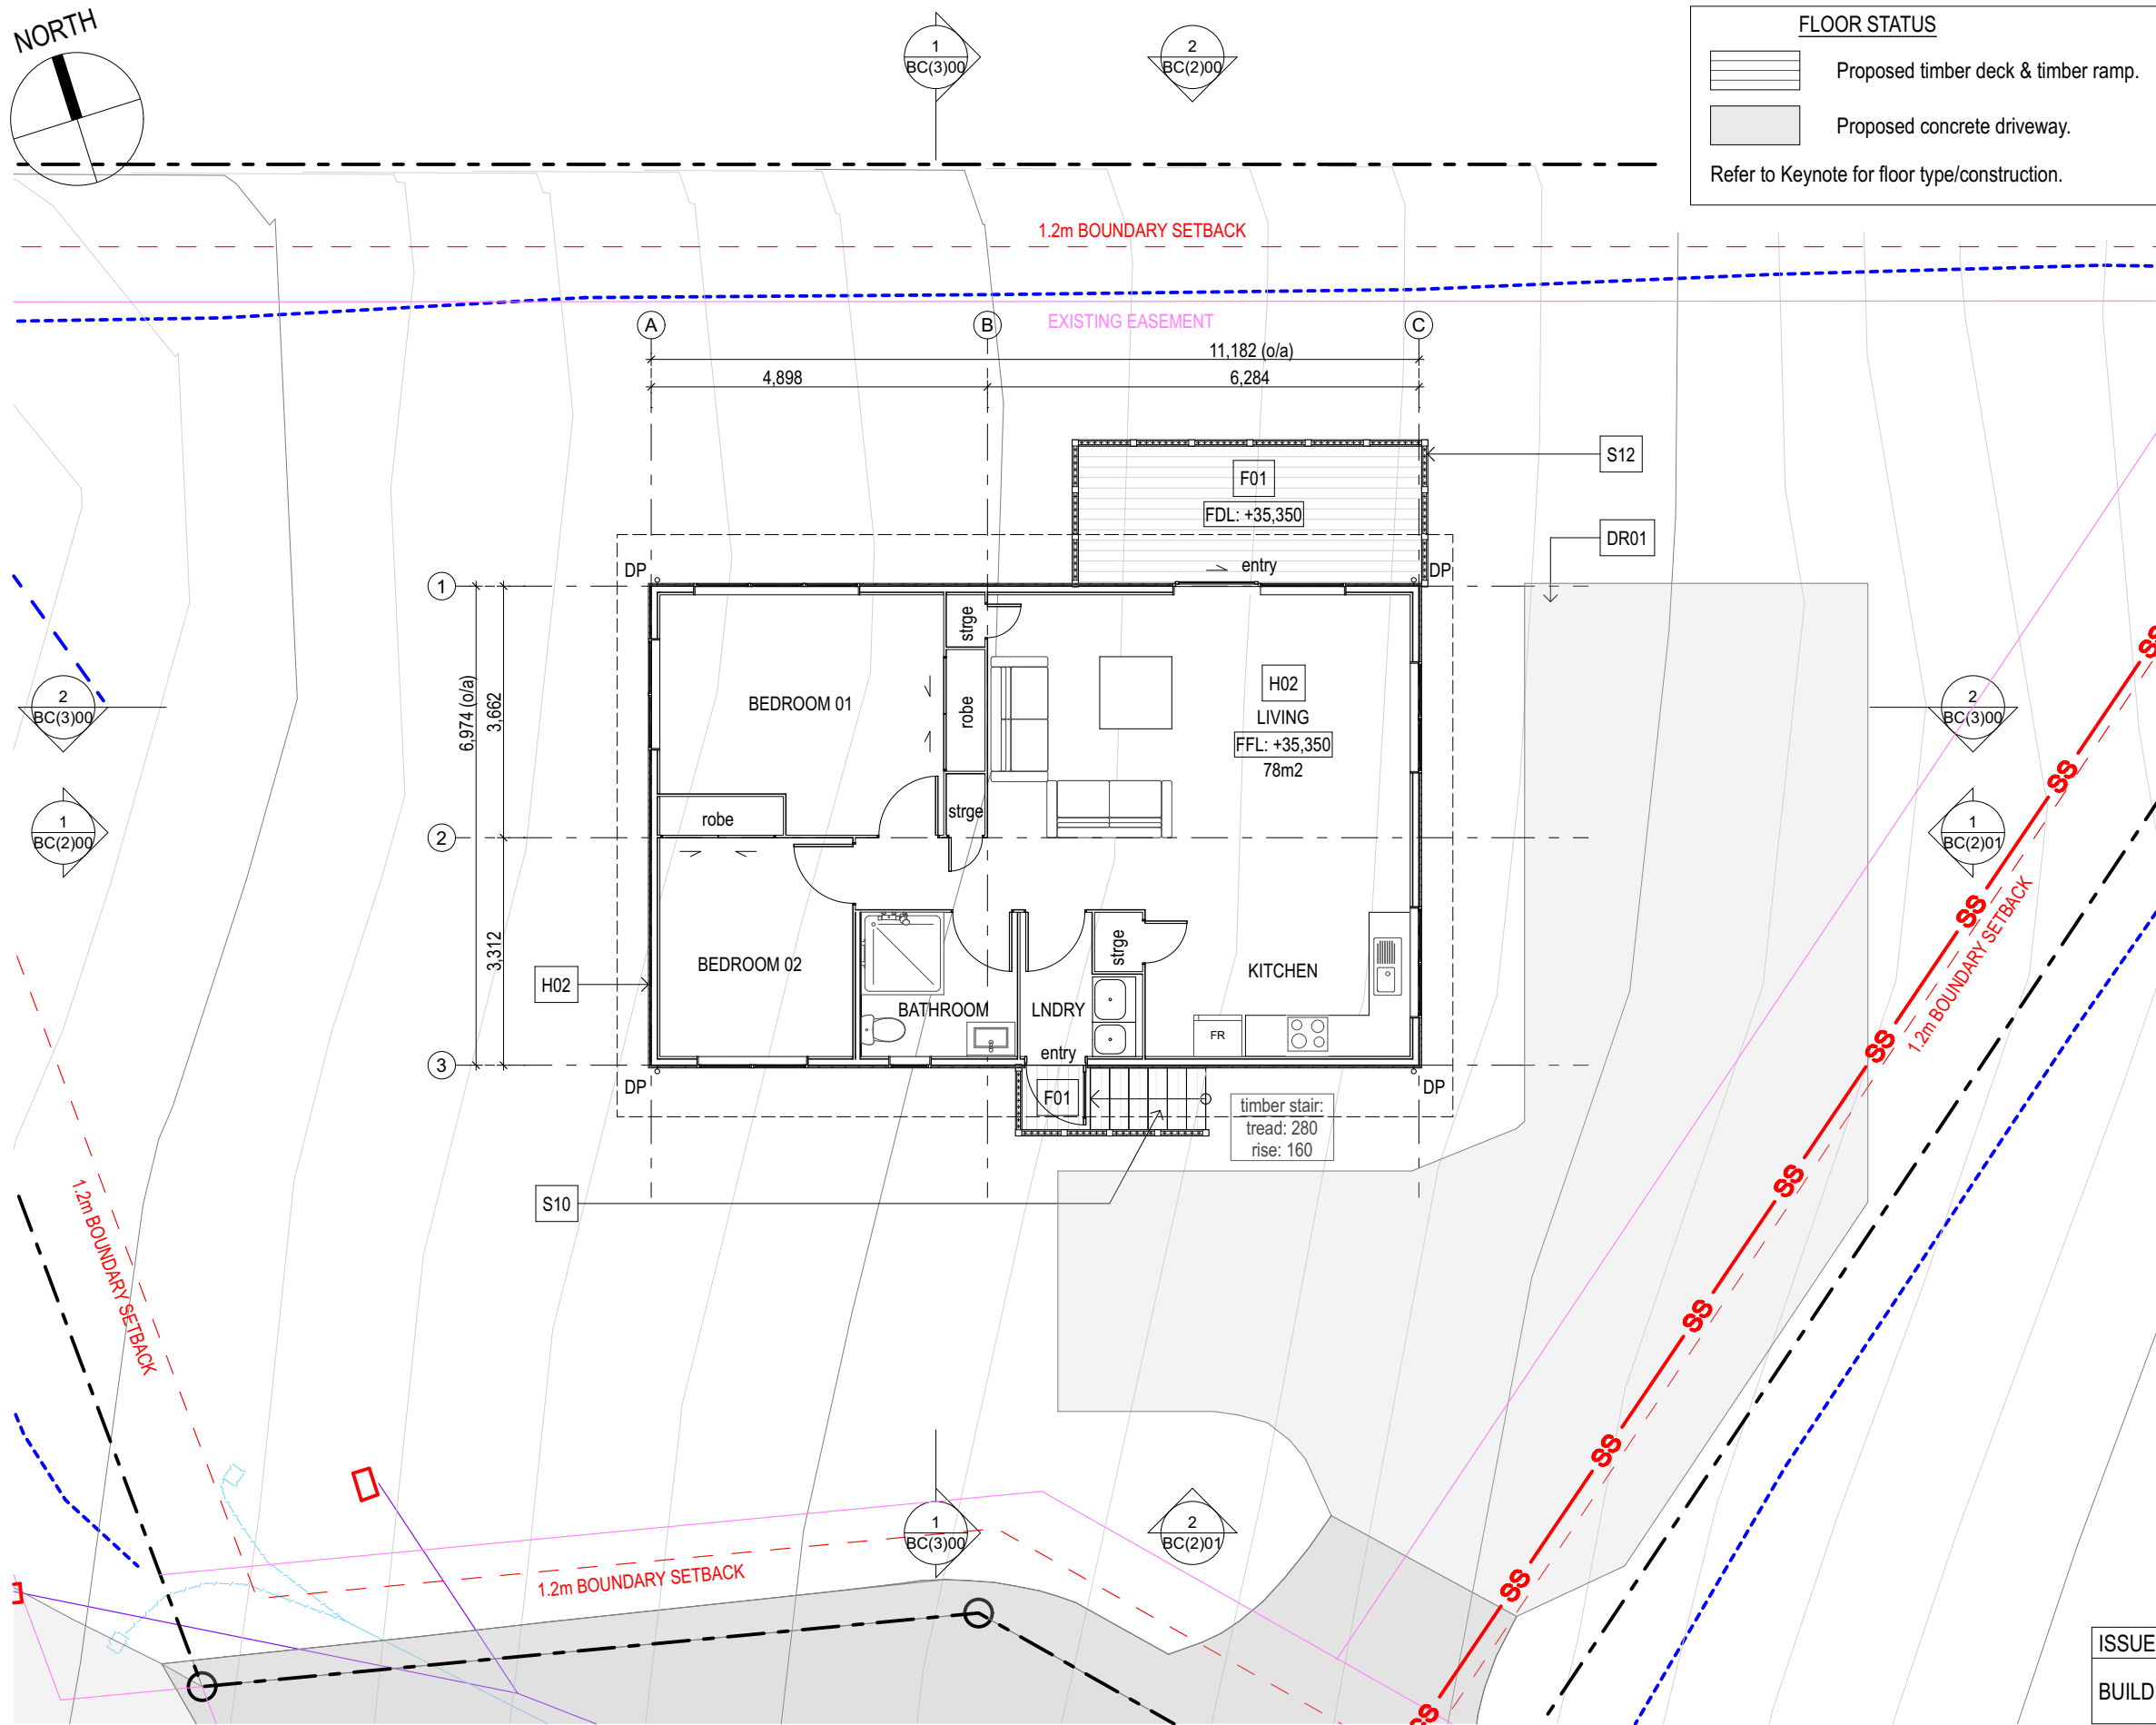 NORTH
1
BC(3)00
2
BC(2)00
FLOOR STATUS
Proposed timber deck & timber ramp.
Proposed concrete driveway.
Refer to Keynote for floor type/construction.
1.2m BOUNDARY SETBACK
EXISTING EASEMENT
A
B
C
11,182 (o/a)
4,898
6,284
S12
F01
FDL: +35,350
DR01
DP
entry
DP
1
strge
6,974 (o/a)
3,662
BEDROOM 01
robe
H02
LIVING
FFL: +35,350
78m2
2
BC(3)00
2
BC(3)00
SS
SS
robe
strge
1
BC(2)00
2
1
BC(2)01
SS
1.2m BOUNDARY SETBACK
3,312
BEDROOM 02
strge
KITCHEN
H02
BATHROOM
LNDRY
FR
entry
3
SS
DP
F01
DP
timber stair:
tread: 280
rise: 160
SS
S10
1.2m BOUNDARY SETBACK
SS
SS
1
BC(3)00
2
BC(2)01
1.2m BOUNDARY SETBACK
SS
SS
ISSUE
BUILD